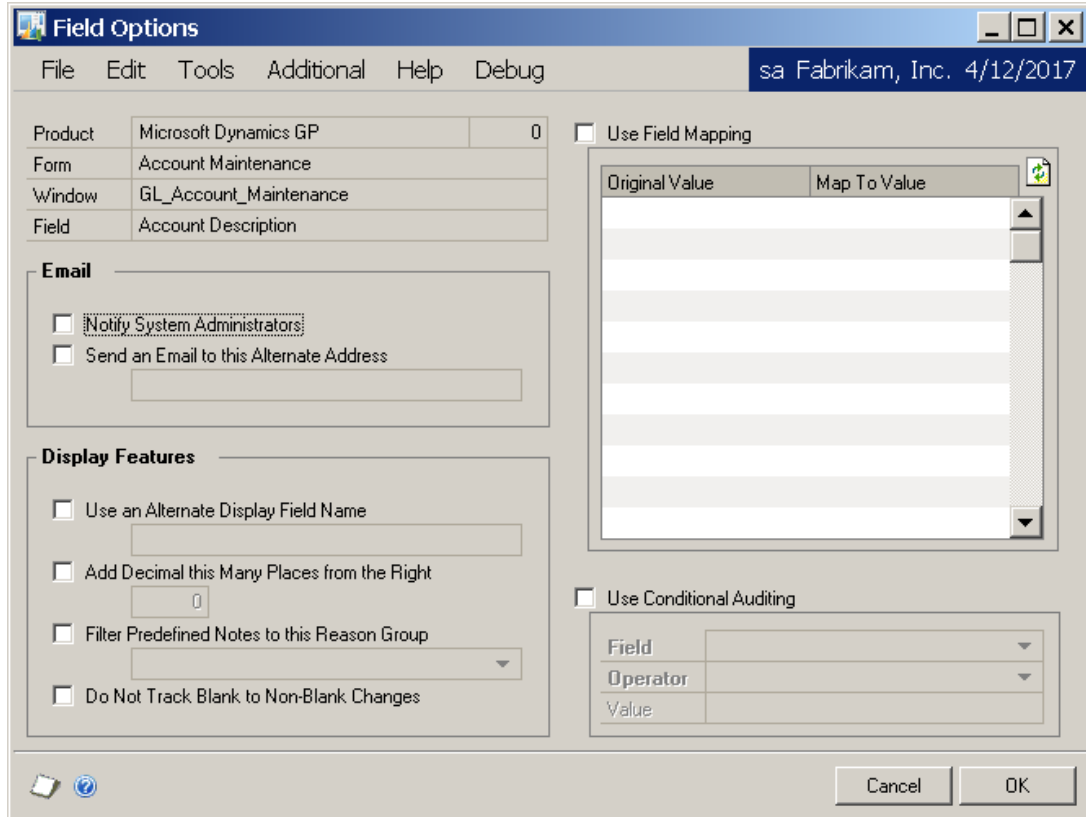 Field Options
File Edit Tools Additional Help Debug
sa Fabrikam, Inc. 4/12/2017
Product Microsoft Dynamics GP 0
Form Account Maintenance
Window GL_Account_Maintenance
Field Account Description
Email
Notify System Administrators
Send an Email to this Alternate Address
Display Features
Use an Alternate Display Field Name
Add Decimal this Many Places from the Right
0
Filter Predefined Notes to this Reason Group
Do Not Track Blank to Non-Blank Changes
Use Field Mapping
Original Value Map To Value
Use Conditional Auditing
Field
Operator
Value
Cancel OK